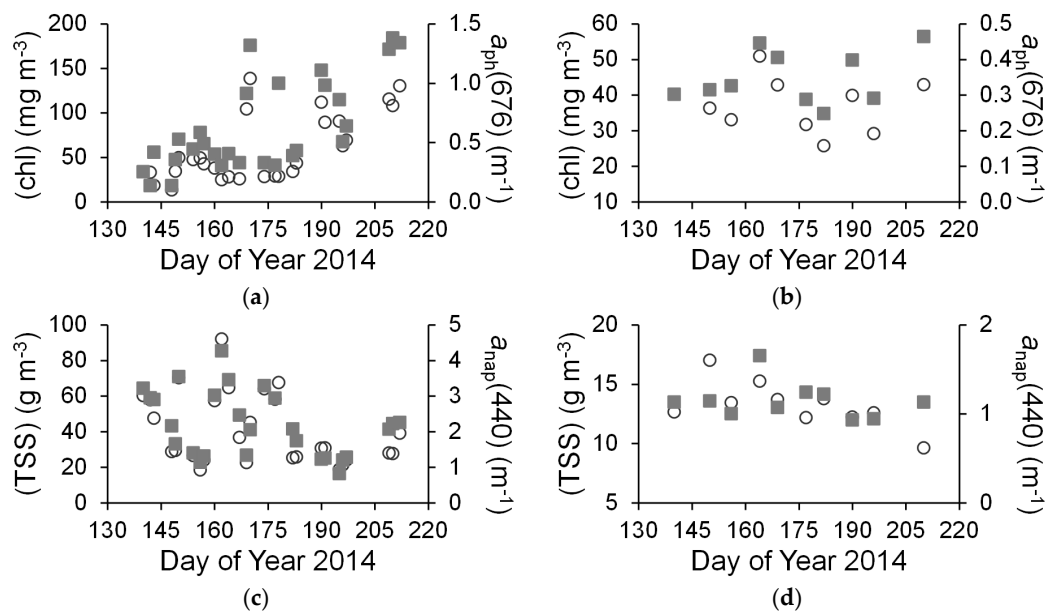 200
150
100
50
0
(chl) (mg m⁻³)
1.5
1.0
0.5
0.0
aₚₕ(676) (m⁻¹)
130 145 160 175 190 205 220
Day of Year 2014
(a)
60
50
40
30
20
10
(chl) (mg m⁻³)
0.5
0.4
0.3
0.2
0.1
0.0
aₚₕ(676) (m⁻¹)
130 145 160 175 190 205 220
Day of Year 2014
(b)
100
80
60
40
20
0
(TSS) (g m⁻³)
5
4
3
2
1
0
aₙₐₚ(440) (m⁻¹)
130 145 160 175 190 205 220
Day of Year 2014
(c)
20
15
10
5
(TSS) (g m⁻³)
2
1
0
aₙₐₚ(440) (m⁻¹)
130 145 160 175 190 205 220
Day of Year 2014
(d)